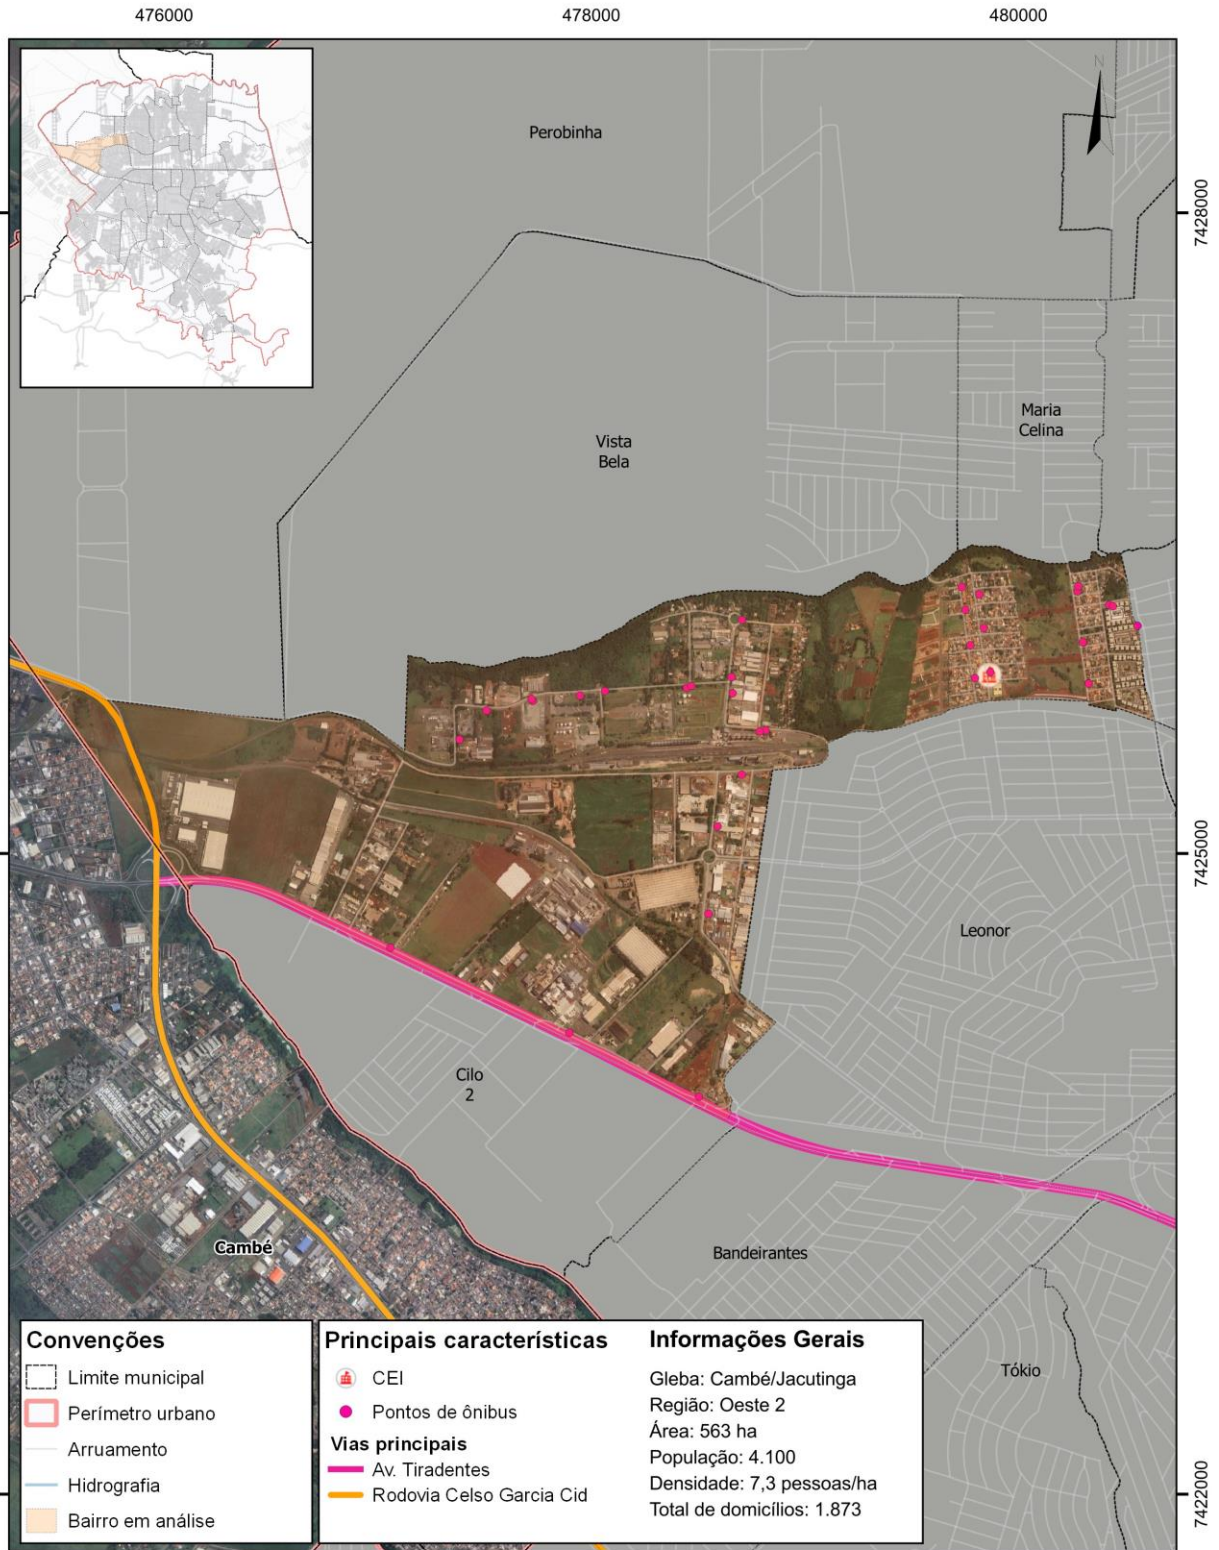 476000
478000
480000
N
Perobinha
7428000
Maria
Celina
Vista
Bela
7425000
Leonor
Cilo
2
Cambé
Bandeirantes
Tókio
7422000
Convenções
Limite municipal
Perímetro urbano
Arruamento
Hidrografia
Bairro em análise
Principais característificas
CEI
Pontos de ônibus
Vias principais
Av. Tiradentes
Rodovia Celso Garcia Cid
Informações Gerais
Gleba: Cambé/Jacutinga
Região: Oeste 2
Área: 563 ha
População: 4.100
Densidade: 7,3 pessoas/ha
Total de domicílios: 1.873